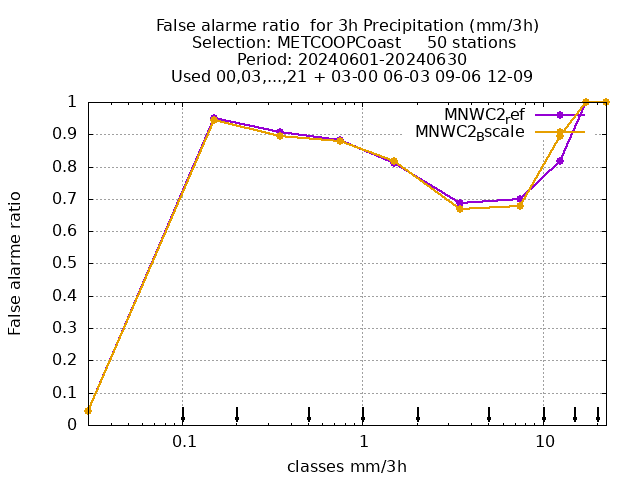 False alarme ratio  for 3h Precipitation (mm/3h)
Selection: METCOOPCoast     50 stations
Period: 20240601-20240630
Used 00,03,...,21 + 03-00 06-03 09-06 12-09
MNWC2ref
MNWC2Bscale
1
0.9
0.8
0.7
0.6
0.5
0.4
0.3
0.2
0.1
0
False alarme ratio
0.1 1 10
classes mm/3h